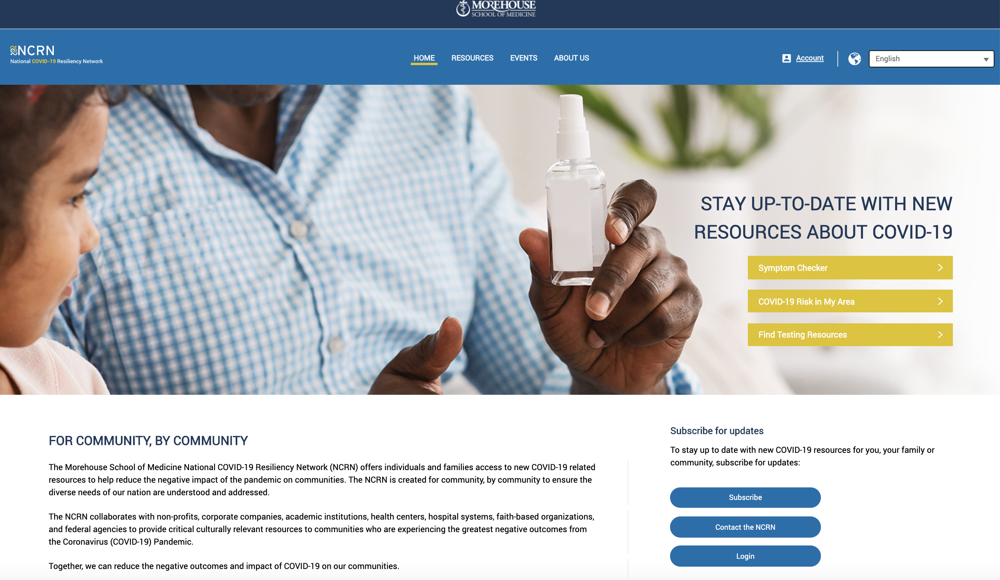 MOREHOUSE
SCHOOL OF MEDICINE
NCRN
National COVID-19 Resiliency Network
HOME
RESOURCES
EVENTS
ABOUT US
Account
English
STAY UP-TO-DATE WITH NEW
RESOURCES ABOUT COVID-19
Symptom Checker
COVID-19 Risk in My Area
Find Testing Resources
FOR COMMUNITY, BY COMMUNITY
The Morehouse School of Medicine National COVID-19 Resiliency Network (NCRN) offers individuals and families access to new COVID-19 related
resources to help reduce the negative impact of the pandemic on communities. The NCRN is created for community, by community to ensure the
diverse needs of our nation are understood and addressed.
The NCRN collaborates with non-profits, corporate companies, academic institutions, health centers, hospital systems, faith-based organizations,
and federal agencies to provide critical culturally relevant resources to communities who are experiencing the greatest negative outcomes from
the Coronavirus (COVID-19) Pandemic.
Together, we can reduce the negative outcomes and impact of COVID-19 on our communities.
Subscribe for updates
To stay up to date with new COVID-19 resources for you, your family or
community, subscribe for updates:
Subscribe
Contact the NCRN
Login